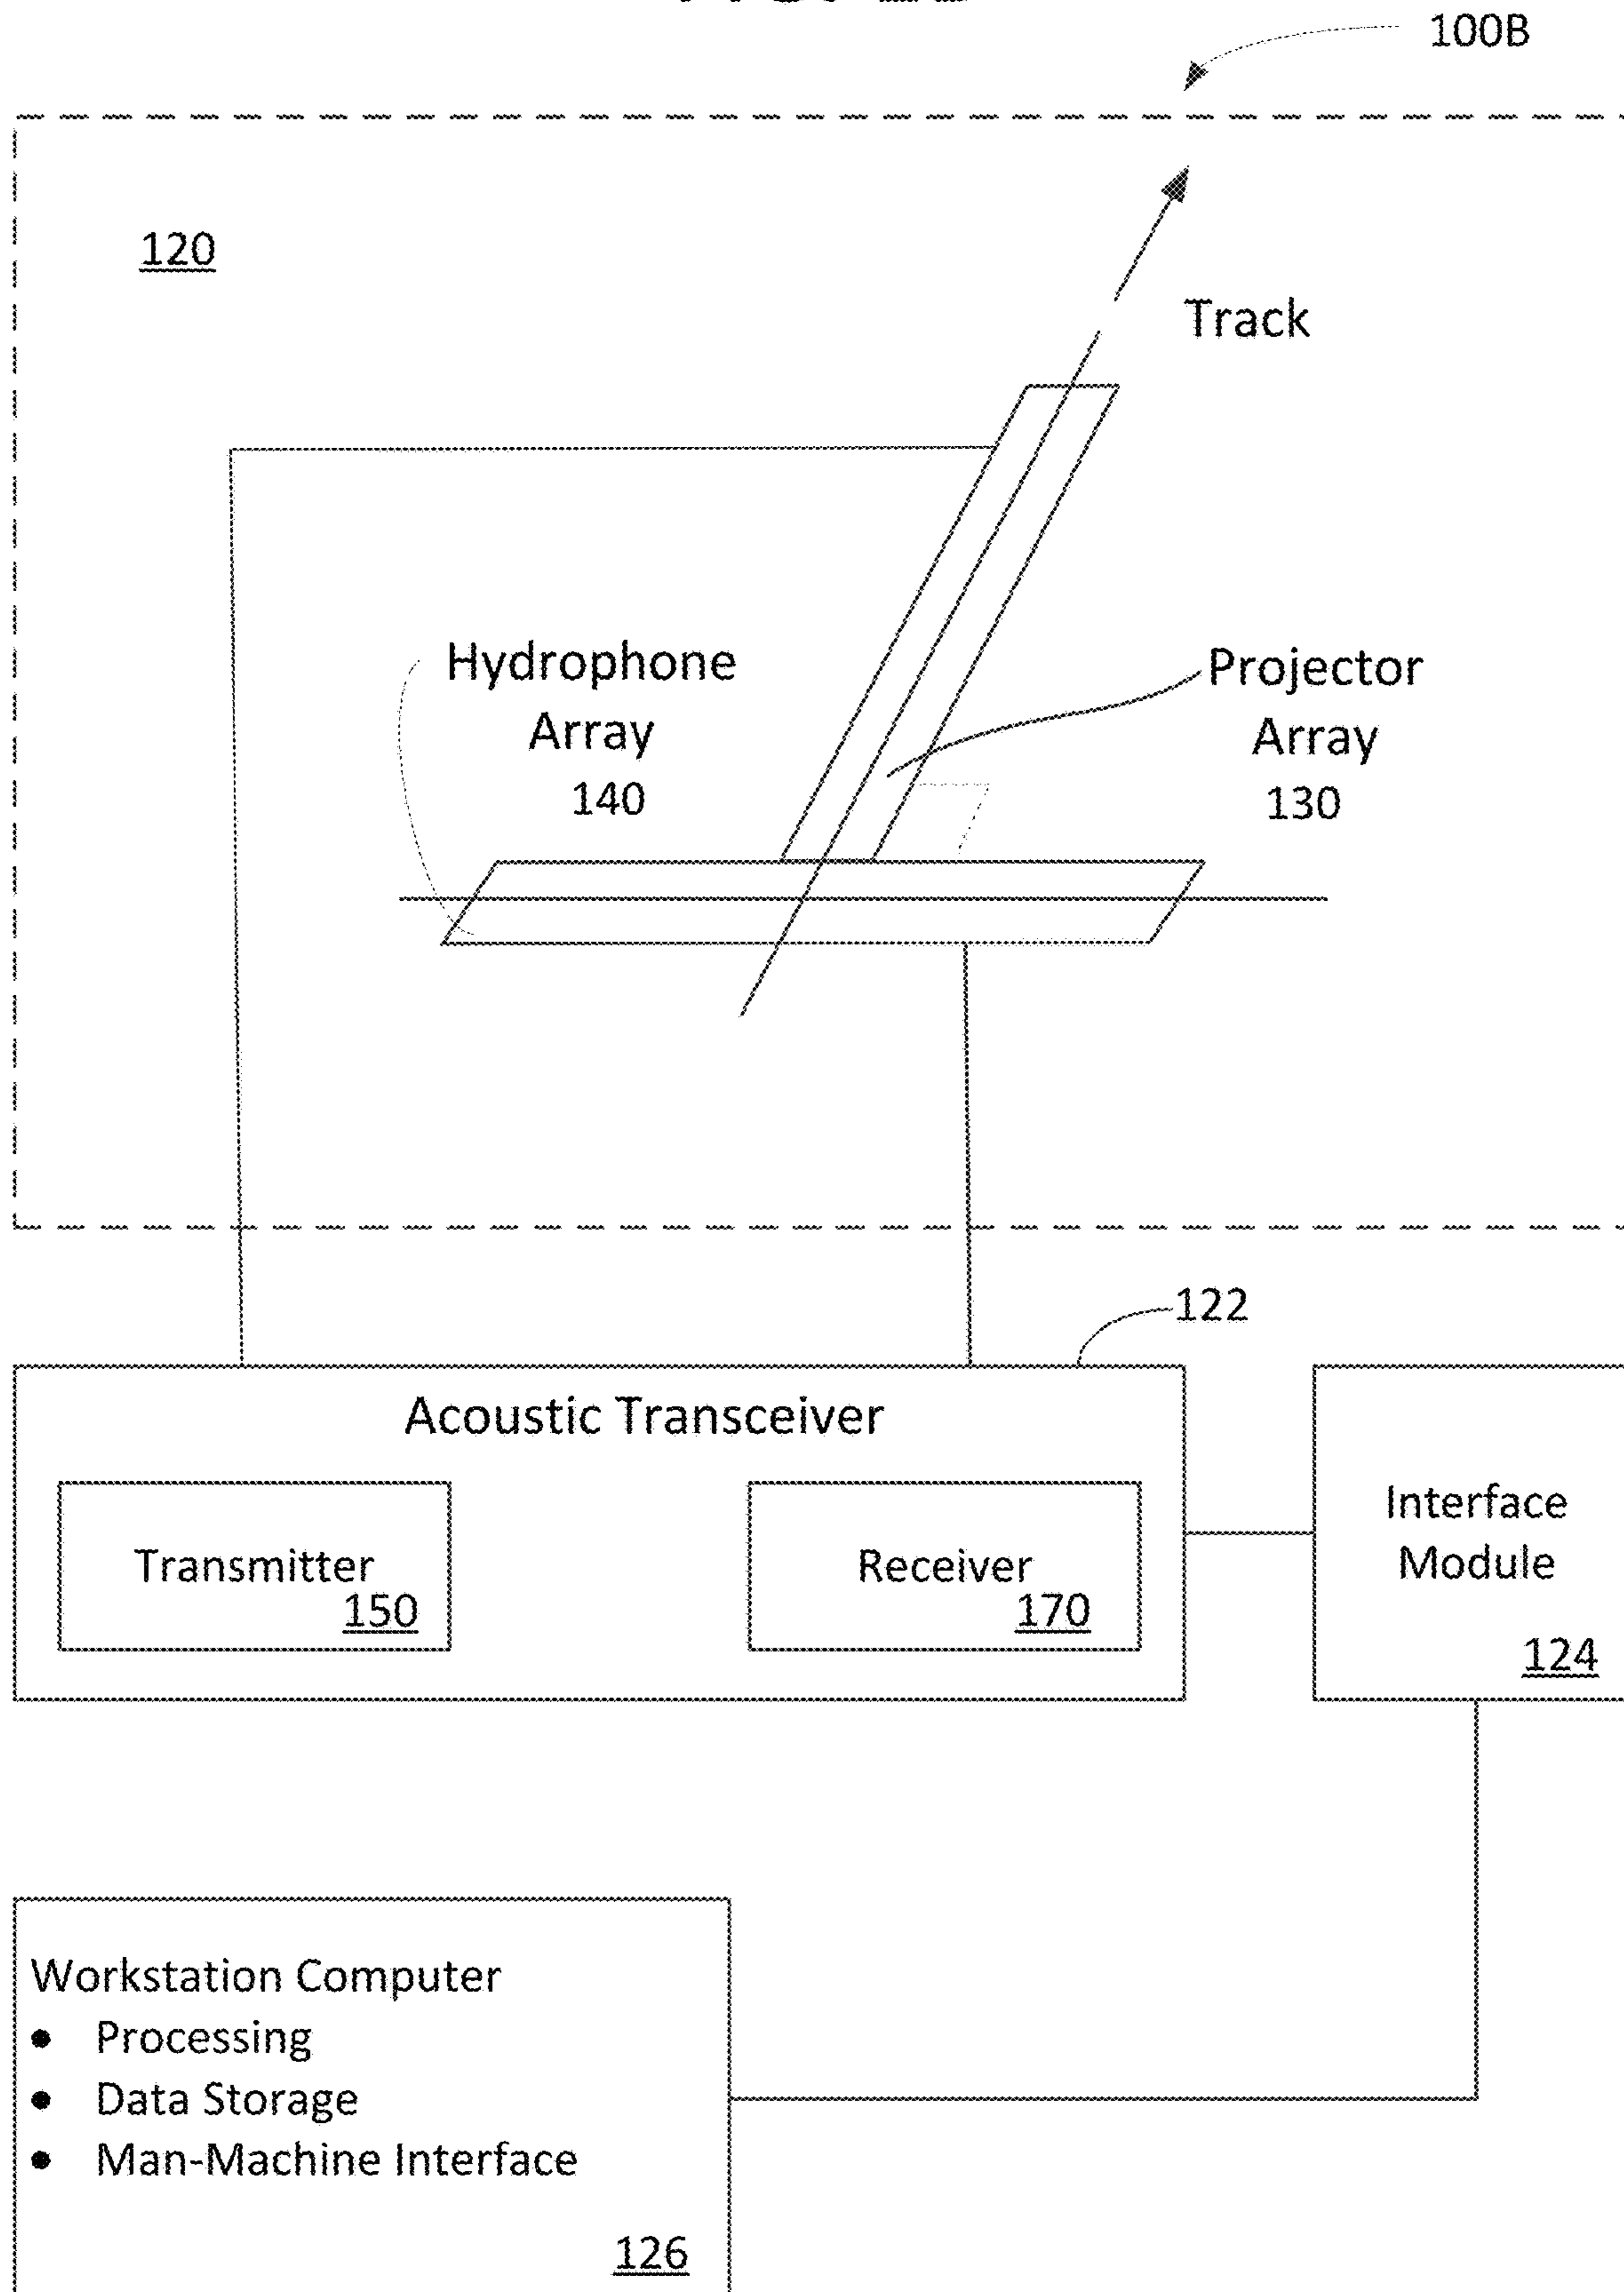 100B
120
Track
Hydrophone
Array
140
Projector
Array
130
122
Acoustic Transceiver
Transmitter
150
Receiver
170
Interface
Module
124
Workstation Computer
• Processing
• Data Storage
• Man-Machine Interface
126